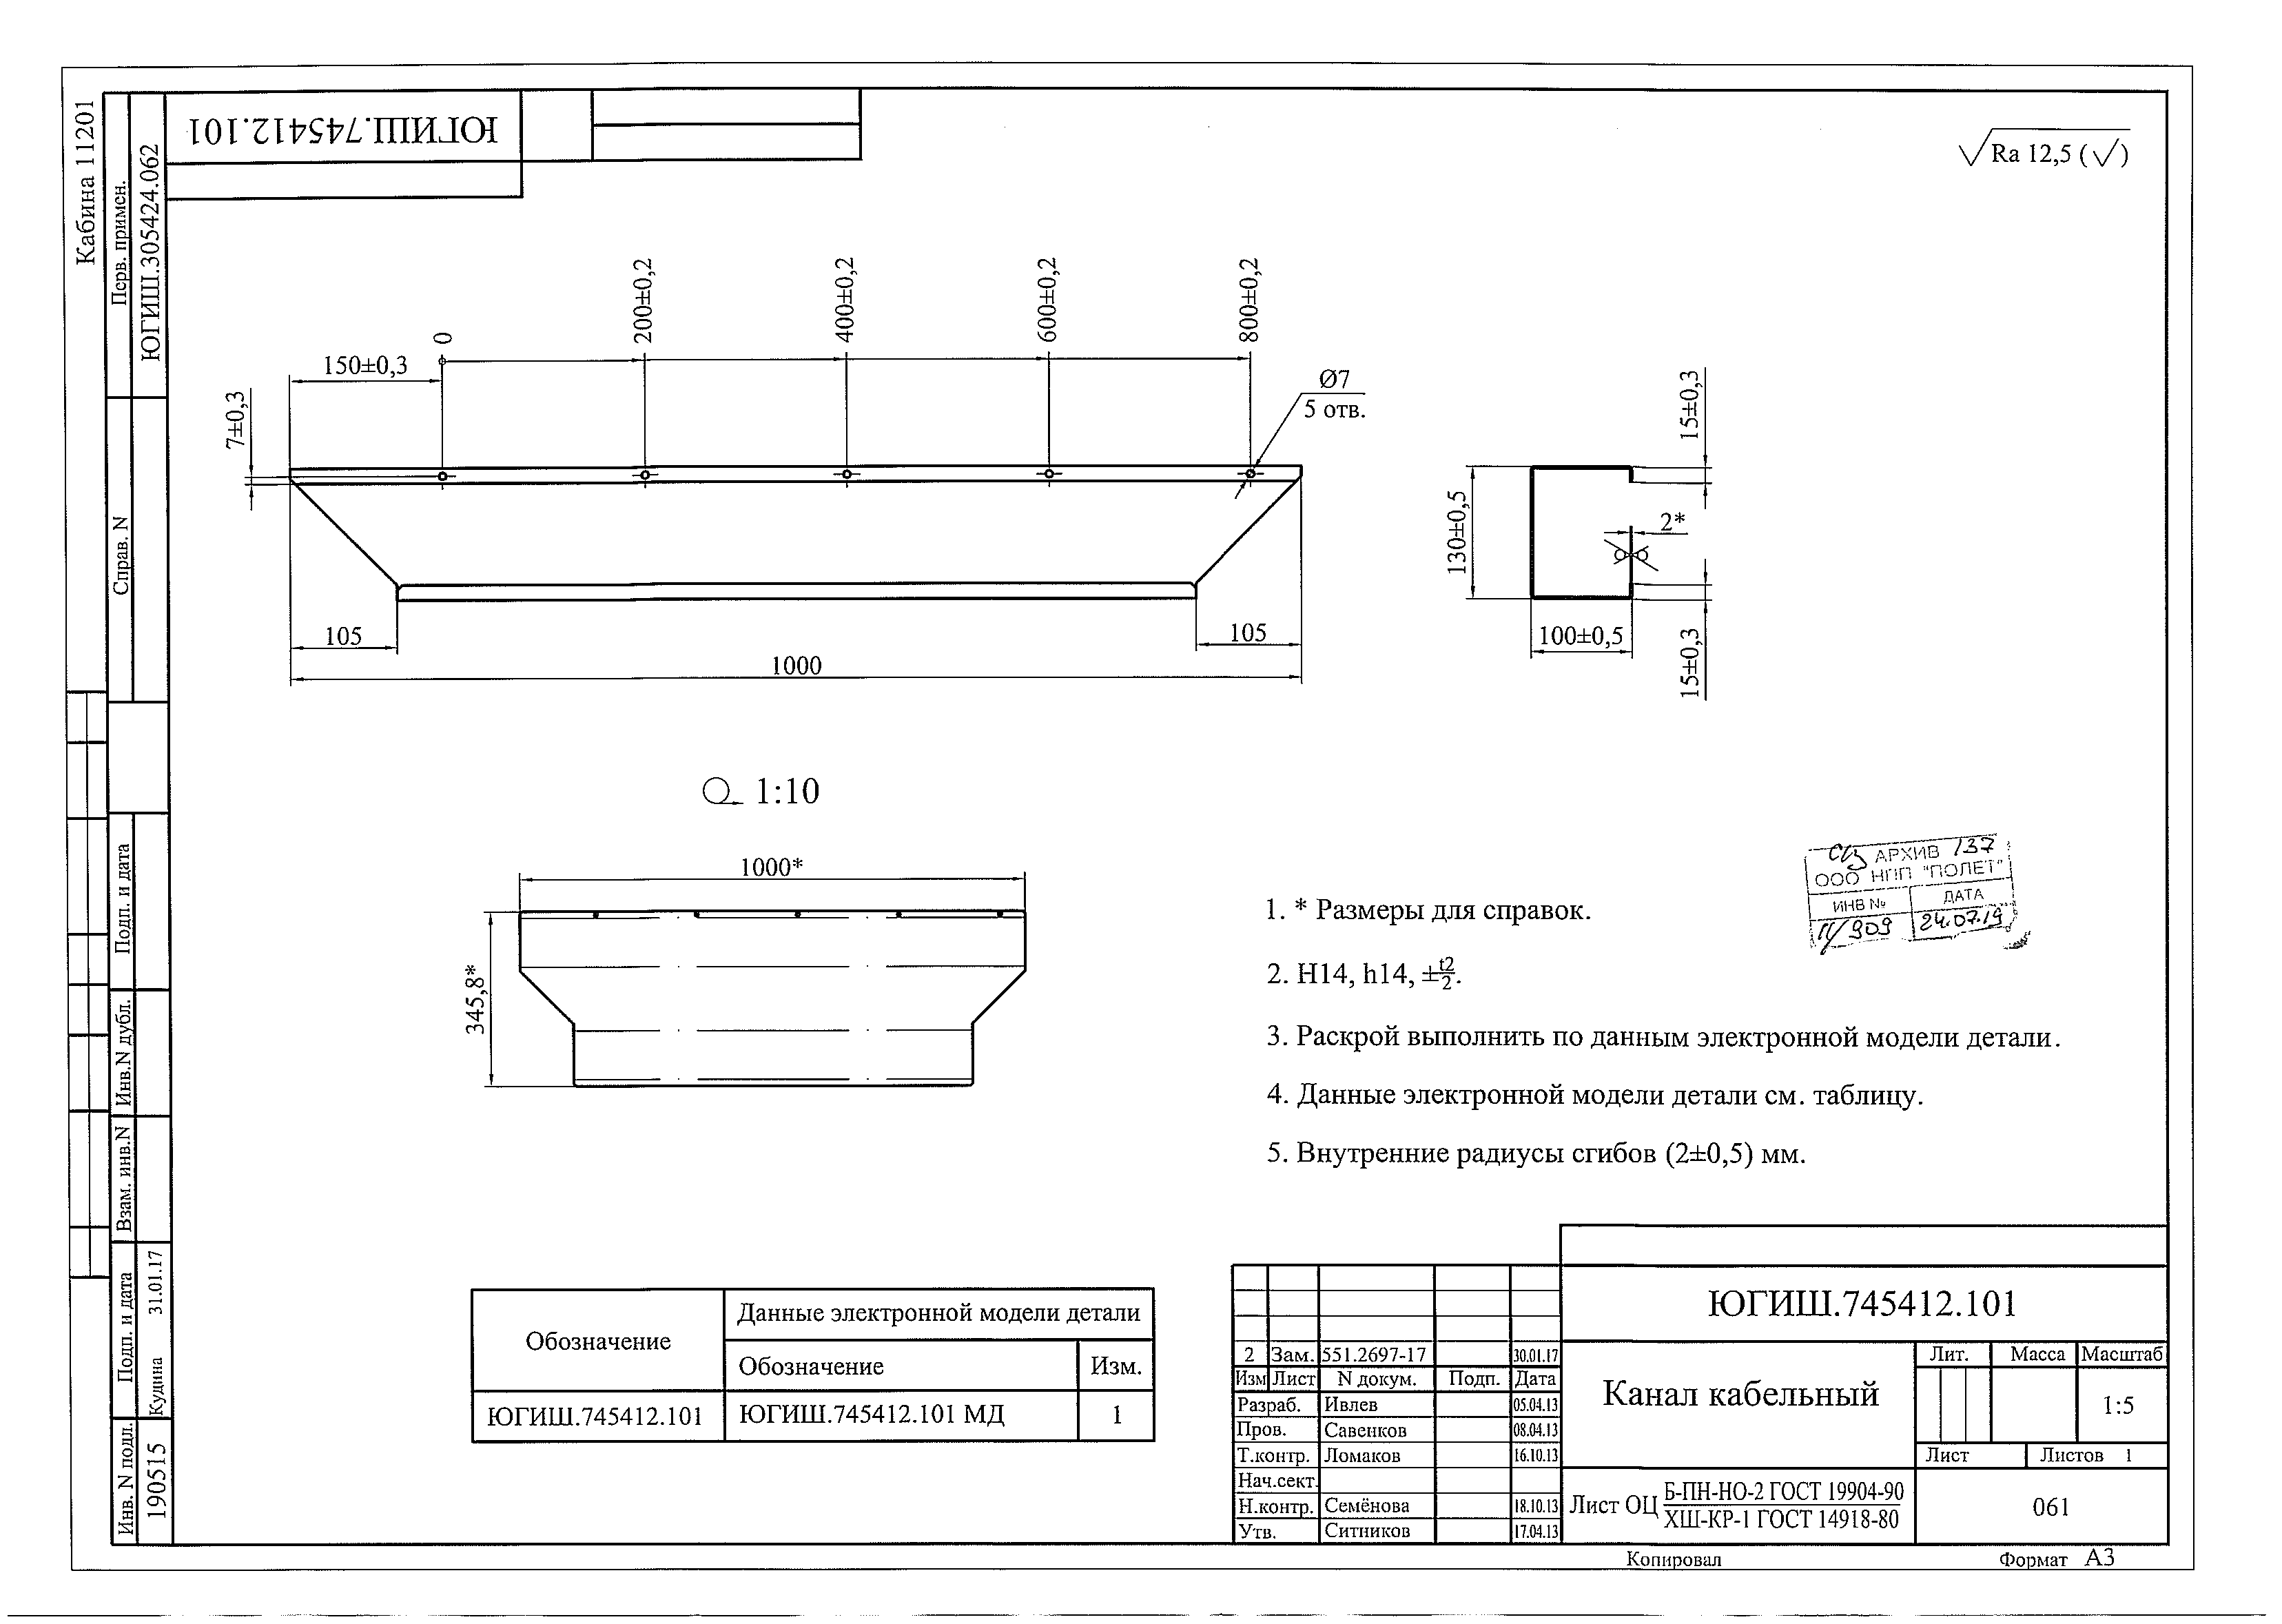 Кабина 11201
Перв. примен.
ЮГИШ.305424.062
Справ. N
Подп. и дата
Инв.N дубл.
Взам. инв.N
Подп. и дата
Кудина 31.01.17
Инв. N подл.
190515
ЮГИШ.745412.101
Ra 12,5 (√)
0
200±0,2
400±0,2
600±0,2
800±0,2
150±0,3
7±0,3
Ø7
5 отв.
105
105
1000
15±0,3
130±0,5
2*
100±0,5
15±0,3
1:10
1000*
345,8*
АРХИВ 137
ООО НПП "ПОЛЕТ"
ИНВ № ДАТА
11/909 24.07.19
1. * Размеры для справок.
2. H14, h14, ±t2/2.
3. Раскрой выполнить по данным электронной модели детали.
4. Данные электронной модели детали см. таблицу.
5. Внутренние радиусы сгибов (2±0,5) мм.
Обозначение
Данные электронной модели детали
Обозначение Изм.
ЮГИШ.745412.101 ЮГИШ.745412.101 МД 1
ЮГИШ.745412.101
2 Зам. 551.2697-17 30.01.17
Изм Лист N докум. Подп. Дата
Разраб. Ивлев 05.04.13
Пров. Савенков 08.04.13
Т.контр. Ломаков 16.10.13
Нач.сект.
Н.контр. Семёнова 18.10.13
Утв. Ситников 17.04.13
Канал кабельный
Лит. Масса Масштаб
1:5
Лист Листов 1
Лист ОЦ Б-ПН-НО-2 ГОСТ 19904-90
ХШ-КР-1 ГОСТ 14918-80
061
Копировал Формат А3